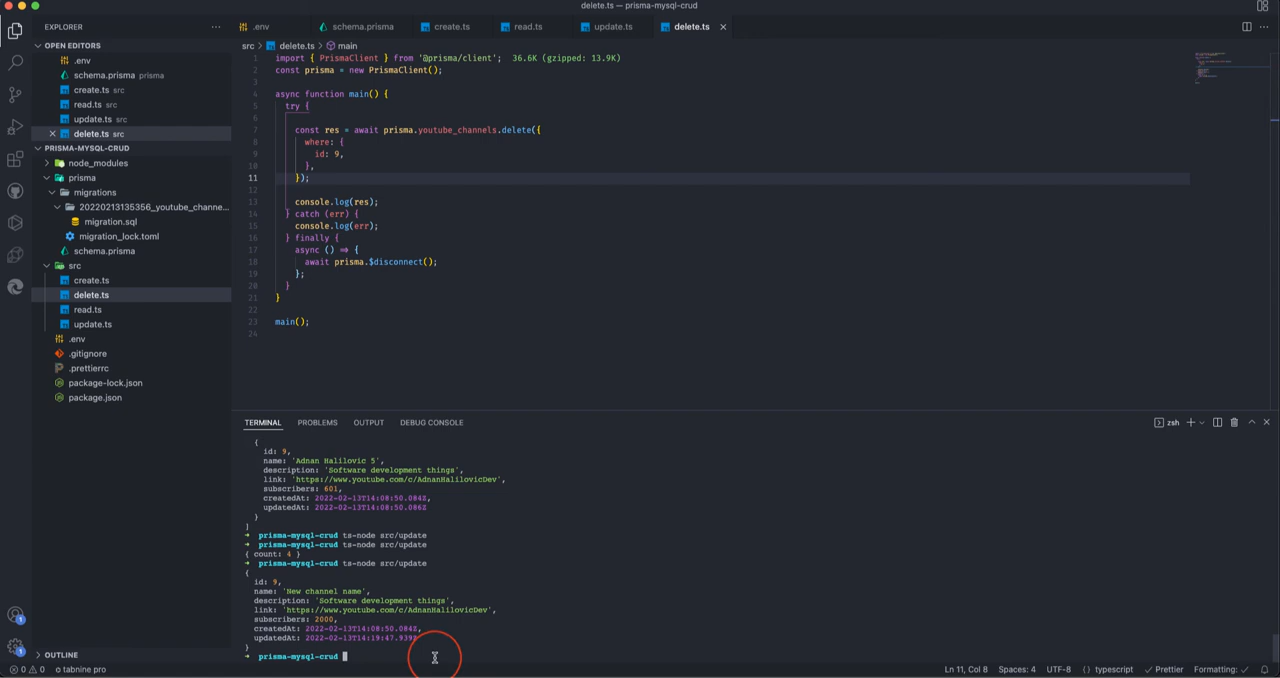 delete.ts — prisma-mysql-crud
EXPLORER
OPEN EDITORS
.env
schema.prisma prisma
create.ts src
read.ts src
update.ts src
delete.ts src
PRISMA-MYSQL-CRUD
node_modules
prisma
migrations
20220213135356_youtube_channe...
migration.sql
migration_lock.toml
schema.prisma
src
create.ts
delete.ts
read.ts
update.ts
.env
.gitignore
.prettierrc
package-lock.json
package.json
OUTLINE
.env schema.prisma create.ts read.ts update.ts delete.ts
src > delete.ts > main
1 import { PrismaClient } from '@prisma/client'; 36.6K (gzipped: 13.9K)
2 const prisma = new PrismaClient();
3
4 async function main() {
5 try {
6
7 const res = await prisma.youtube_channels.delete({
8 where: {
9 id: 9,
10 },
11 });
12
13 console.log(res);
14 } catch (err) {
15 console.log(err);
16 } finally {
17 async () => {
18 await prisma.$disconnect();
19 };
20 }
21 }
22
23 main();
24
TERMINAL PROBLEMS OUTPUT DEBUG CONSOLE zsh
{
id: 9,
name: 'Adnan Halilovic 5',
description: 'Software development things',
link: 'https://www.youtube.com/c/AdnanHalilovicDev',
subscribers: 601,
createdAt: 2022-02-13T14:08:50.084Z,
updatedAt: 2022-02-13T14:08:50.086Z
}
]
→ prisma-mysql-crud ts-node src/update
→ prisma-mysql-crud ts-node src/update
{ count: 4 }
→ prisma-mysql-crud ts-node src/update
{
id: 9,
name: 'New channel name',
description: 'Software development things',
link: 'https://www.youtube.com/c/AdnanHalilovicDev',
subscribers: 2000,
createdAt: 2022-02-13T14:08:50.084Z,
updatedAt: 2022-02-13T14:19:47.939Z
}
→ prisma-mysql-crud
1
1
0 0 tabnine pro Ln 11, Col 8 Spaces: 4 UTF-8 { } typescript Prettier Formatting: